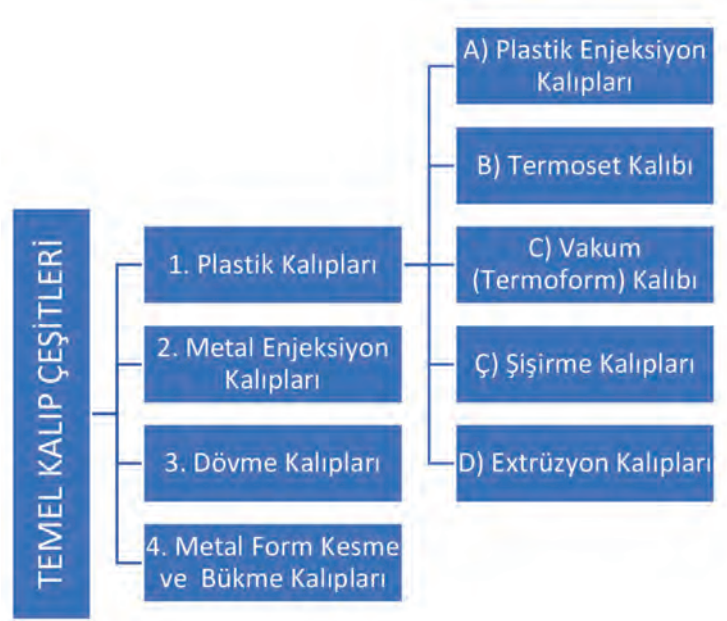 TEMEL KALIP ÇEŞİTLERİ
1. Plastik Kalıpları
2. Metal Enjeksiyon
Kalıpları
3. Dövme Kalıpları
4. Metal Form Kesme
ve Bükme Kalıpları
A) Plastik Enjeksiyon
Kalıpları
B) Termoset Kalıbı
C) Vakum
(Termoform) Kalıbı
Ç) Şişirme Kalıpları
D) Extrüzyon Kalıpları